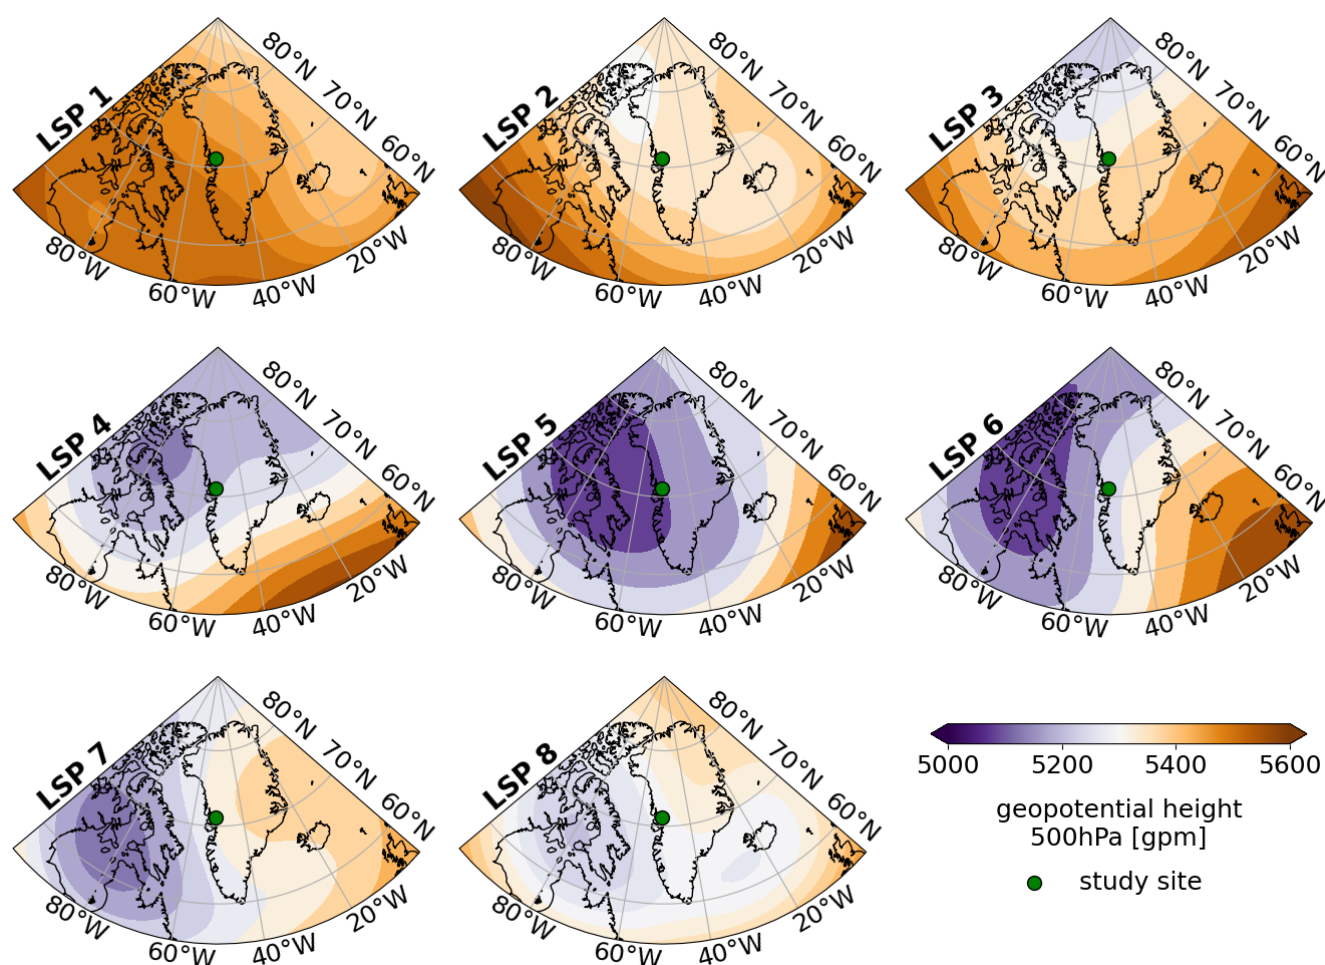 LSP 1
80°N
70°N
60°N
80°W
60°W
40°W
20°W
LSP 2
80°N
70°N
60°N
80°W
60°W
40°W
20°W
LSP 3
80°N
70°N
60°N
80°W
60°W
40°W
20°W
LSP 4
80°N
70°N
60°N
80°W
60°W
40°W
20°W
LSP 5
80°N
70°N
60°N
80°W
60°W
40°W
20°W
LSP 6
80°N
70°N
60°N
80°W
60°W
40°W
20°W
LSP 7
80°N
70°N
60°N
80°W
60°W
40°W
20°W
LSP 8
80°N
70°N
60°N
80°W
60°W
40°W
20°W
5000 5200 5400 5600
geopotential height
500hPa [gpm]
study site